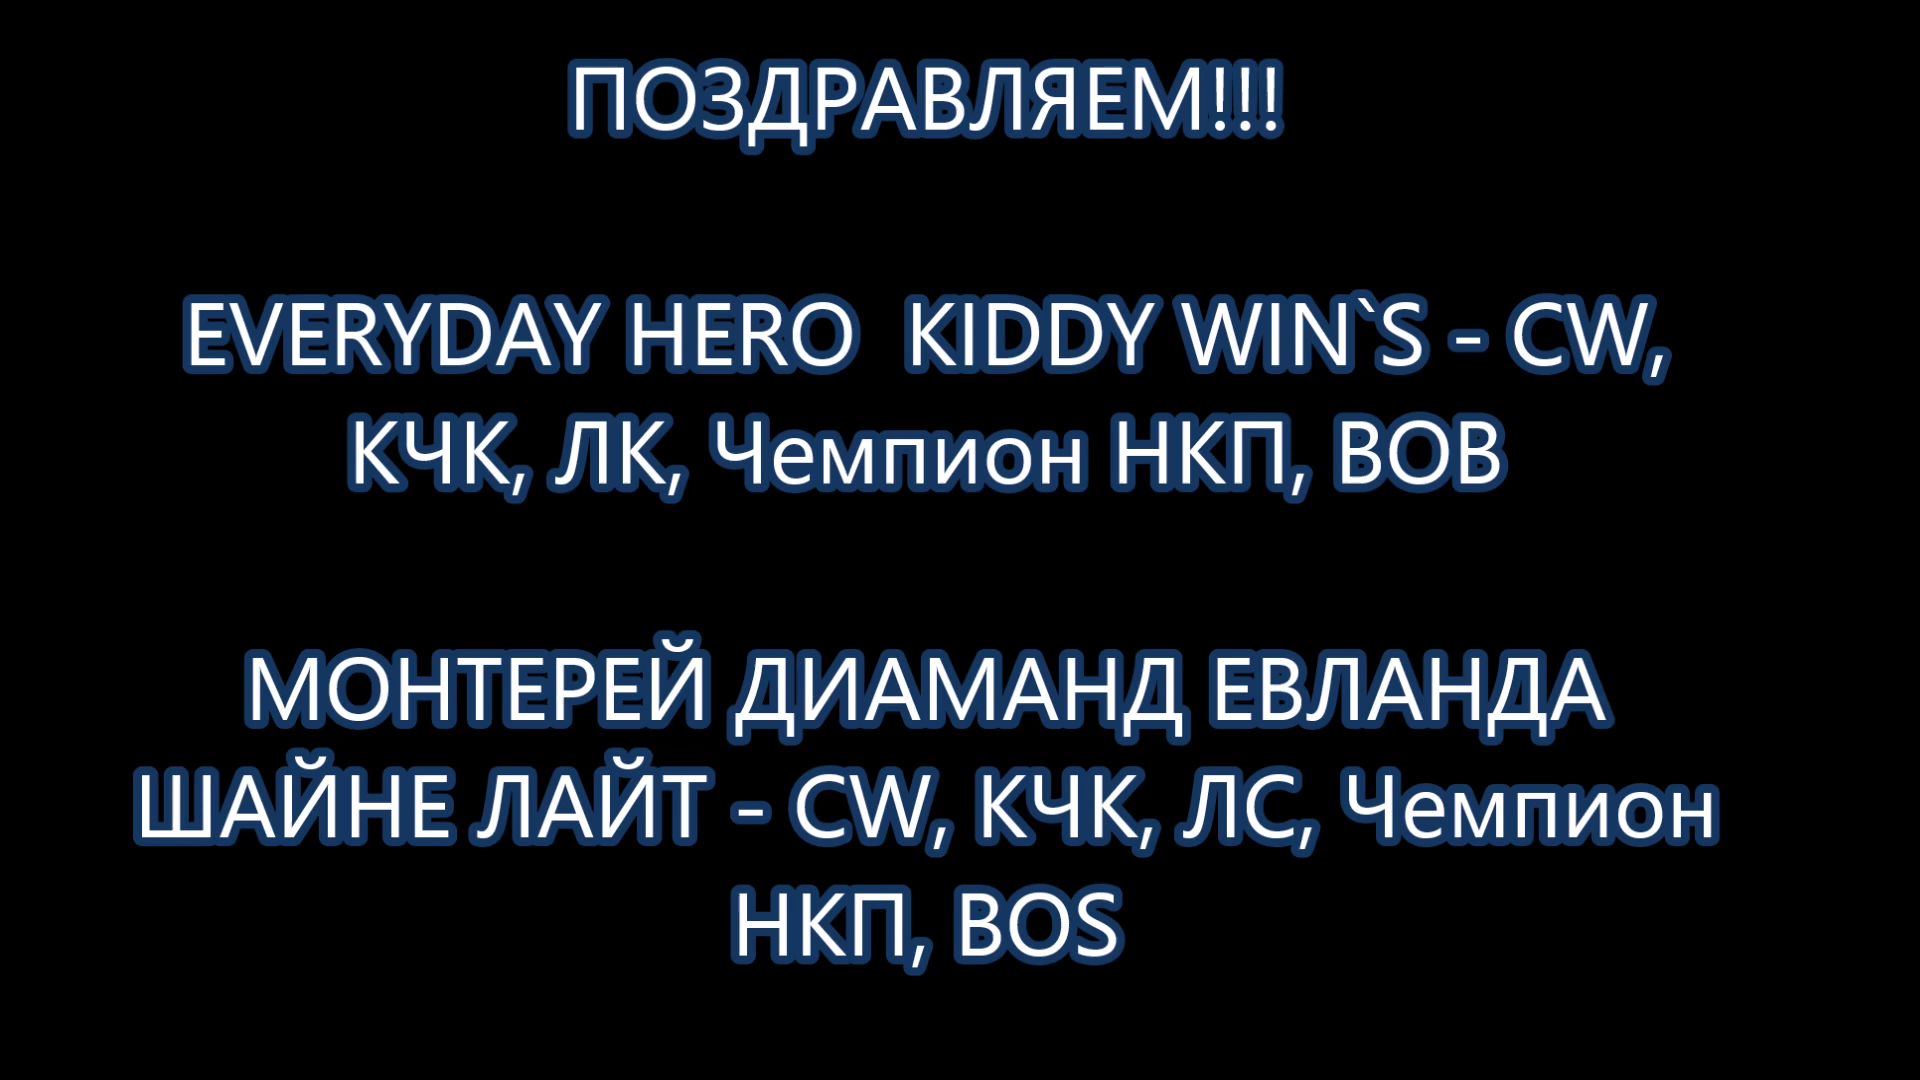 ПОЗДРАВЛЯЕМ!!!
EVERYDAY HERO  KIDDY WIN`S - CW,
КЧК, ЛК, Чемпион НКП, BOB
МОНТЕРЕЙ ДИАМАНД ЕВЛАНДА
ШАЙНЕ ЛАЙТ - CW, КЧК, ЛС, Чемпион
НКП, BOS